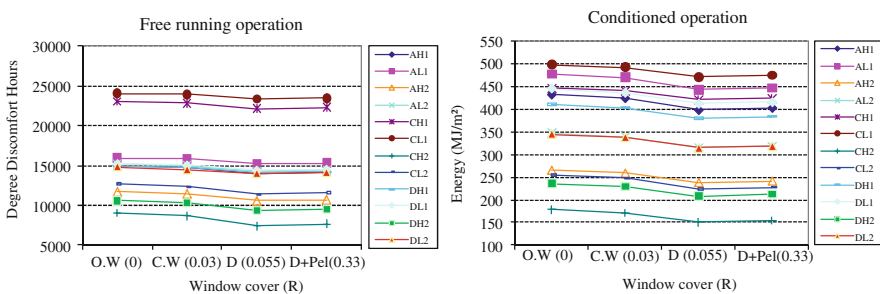 Free running operation
Degree Discomfort Hours
30000
25000
20000
15000
10000
5000
O.W (0) C.W (0.03) D (0.055) D+Pel(0.33)
Window cover (R)
AH1
AL1
AH2
AL2
CH1
CL1
CH2
CL2
DH1
DL1
DH2
DL2
Conditioned operation
Energy (MJ/m²)
550
500
450
400
350
300
250
200
150
100
O.W (0) C.W (0.03) D (0.055) D+Pel(0.33)
Window cover (R)
AH1
AL1
AH2
AL2
CH1
CL1
CH2
CL2
DH1
DL1
DH2
DL2